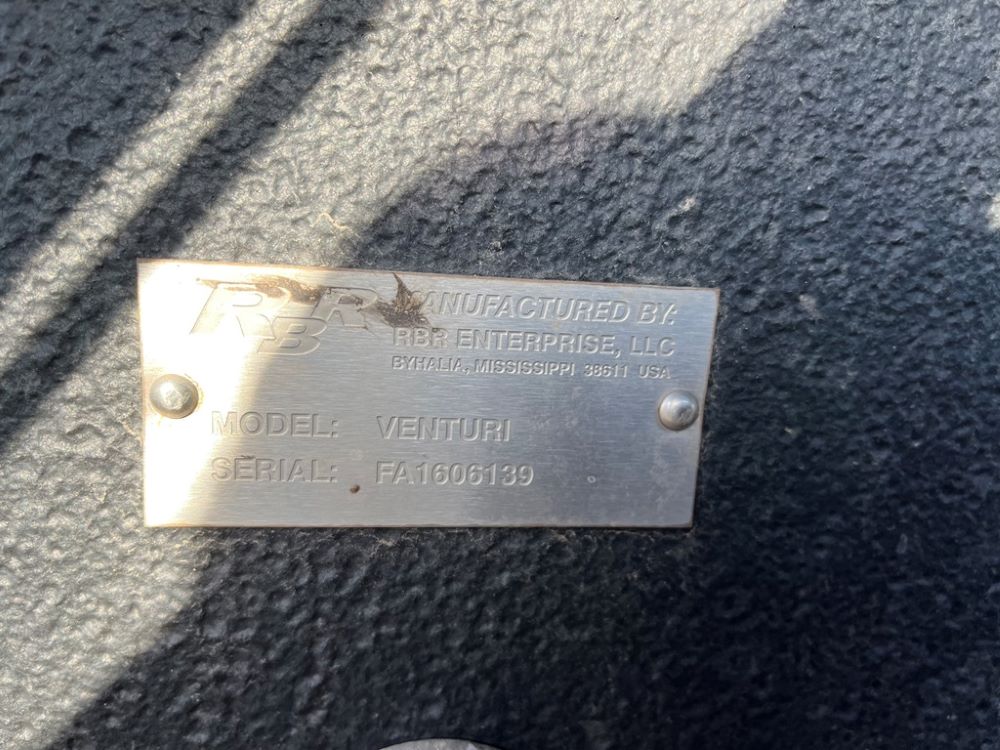 RBR
MANUFACTURED BY:
RBR ENTERPRISE, LLC
BYHALIA, MISSISSIPPI 38611 USA
MODEL: VENTURI
SERIAL: FA1606139